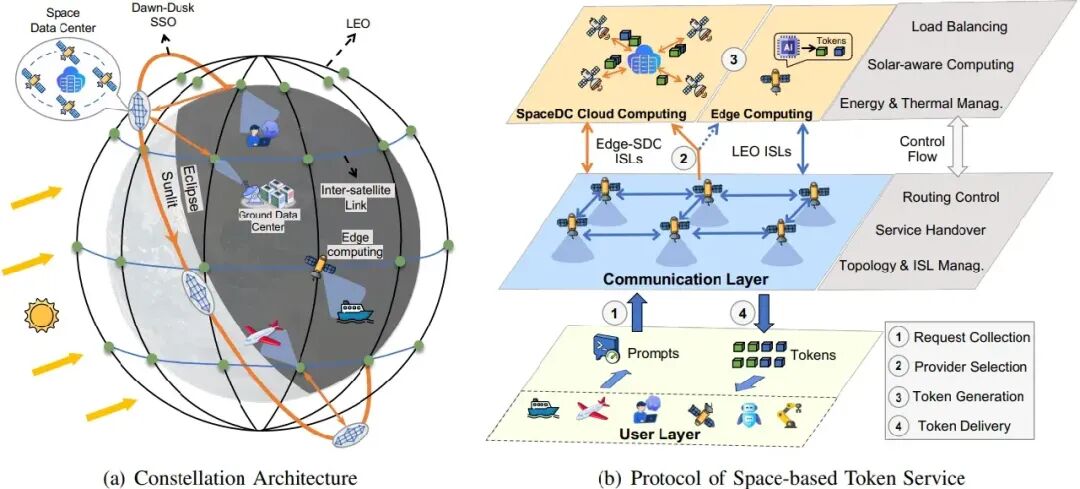 Space
Data Center
Dawn-Dusk
SSO
LEO
Sunlit
Eclipse
Inter-satellite
Link
Ground Data
Center
Edge
computing
(a) Constellation Architecture
AI
Tokens
3
SpaceDC Cloud Computing
Edge Computing
Load Balancing
Solar-aware Computing
Energy & Thermal Manag.
Edge-SDC
ISLs
2
LEO ISLs
Control
Flow
Communication Layer
Routing Control
Service Handover
Topology & ISL Manag.
1
4
Prompts
Tokens
User Layer
1 Request Collection
2 Provider Selection
3 Token Generation
4 Token Delivery
(b) Protocol of Space-based Token Service